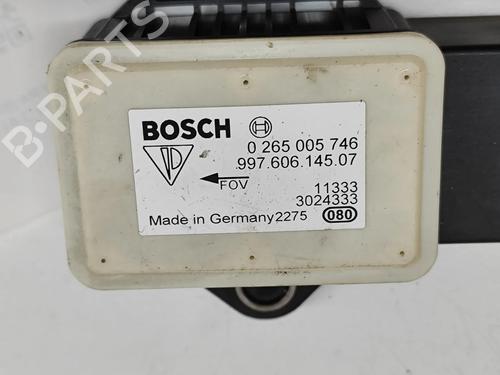 BOSCH
0 265 005 746
997.606.145.07
FOV
11333
3024333
Made in Germany 2275
080
B-PARTS